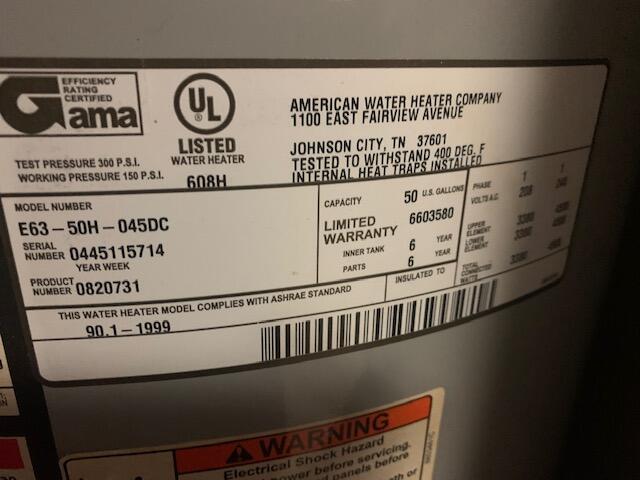 EFFICIENCY
RATING
CERTIFIED
Gama
UL
LISTED
WATER HEATER
608H
AMERICAN WATER HEATER COMPANY
1100 EAST FAIRVIEW AVENUE
JOHNSON CITY, TN 37601
TESTED TO WITHSTAND 400 DEG. F
INTERNAL HEAT TRAPS INSTALLED
TEST PRESSURE 300 P.S.I.
WORKING PRESSURE 150 P.S.I.
MODEL NUMBER
E63-50H-045DC
SERIAL
NUMBER 0445115714
YEAR WEEK
PRODUCT
NUMBER 0820731
CAPACITY 50 U.S. GALLONS
6603580
LIMITED
WARRANTY
INNER TANK 6 YEAR
PARTS 6 YEAR
PHASE 1 1
VOLTS A.C. 208 240
UPPER
ELEMENT 3380 4500
LOWER
ELEMENT 3380 4500
TOTAL
CONNECTED
WATTS 3380 4500
INSULATED TO
THIS WATER HEATER MODEL COMPLIES WITH ASHRAE STANDARD
90.1-1999
WARNING
Electrical Shock Hazard
power before servicing.
panels before